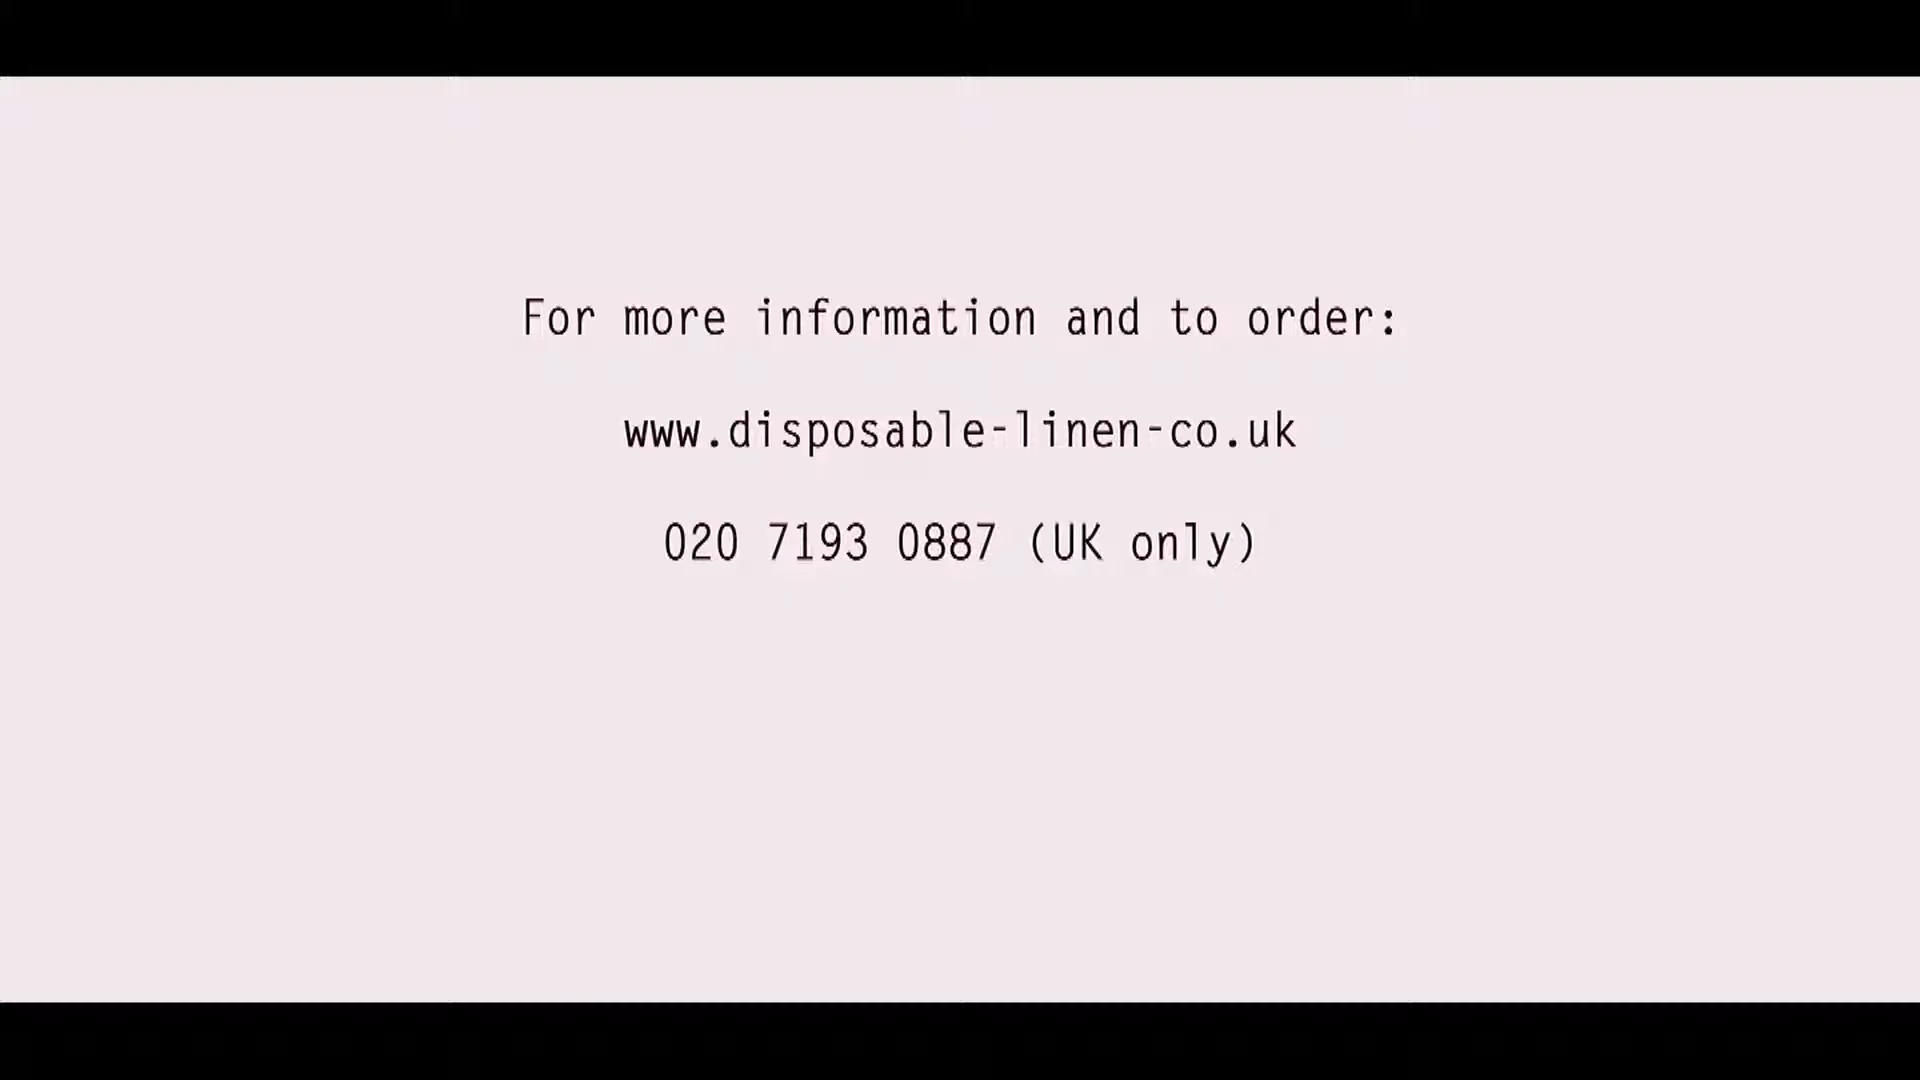 For more information and to order:
www.disposable-linen-co.uk
020 7193 0887 (UK only)